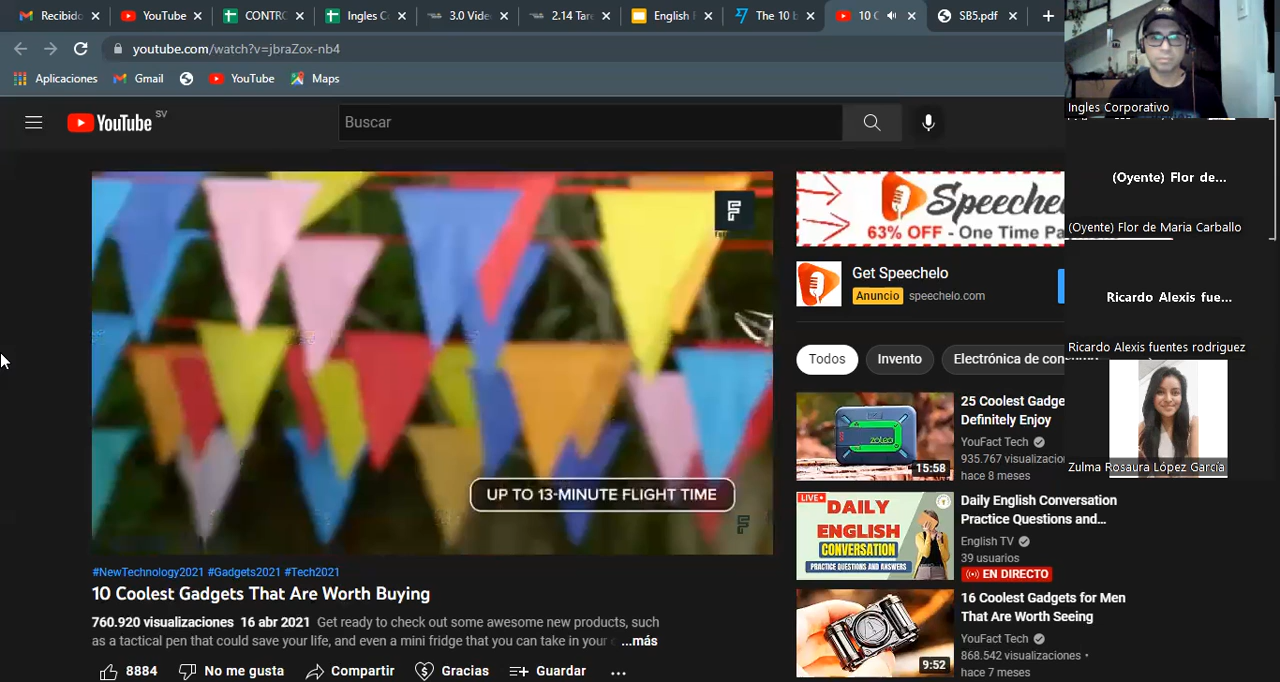 Recibido
YouTube
CONTRO
Ingles Co
3.0 Vide
2.14 Tare
English
The 10 b
10 C
SB5.pdf
youtube.com/watch?v=jbraZox-nb4
Aplicaciones
Gmail
YouTube
Maps
YouTube SV
Buscar
UP TO 13-MINUTE FLIGHT TIME
#NewTechnology2021 #Gadgets2021 #Tech2021
10 Coolest Gadgets That Are Worth Buying
760.920 visualizaciones 16 abr 2021 Get ready to check out some awesome new products, such
as a tactical pen that could save your life, and even a mini fridge that you can take in your ...más
8884
No me gusta
Compartir
Gracias
Guardar
Speechelo
63% OFF - One Time Pa
Get Speechelo
Anuncio speechelo.com
Todos
Invento
Electrónica de con
zoleo
15:58
25 Coolest Gadge
Definitely Enjoy
YouFact Tech
935.767 visualizacion
hace 8 meses
LIVE
DAILY
ENGLISH
CONVERSATION
PRACTICE QUESTIONS AND ANSWERS
Daily English Conversation
Practice Questions and...
English TV
39 usuarios
EN DIRECTO
9:52
16 Coolest Gadgets for Men
That Are Worth Seeing
YouFact Tech
868.542 visualizaciones •
hace 7 meses
Ingles Corporativo
(Oyente) Flor de...
(Oyente) Flor de Maria Carballo
Ricardo Alexis fue...
Ricardo Alexis fuentes rodriguez
Zulma Rosaura López García